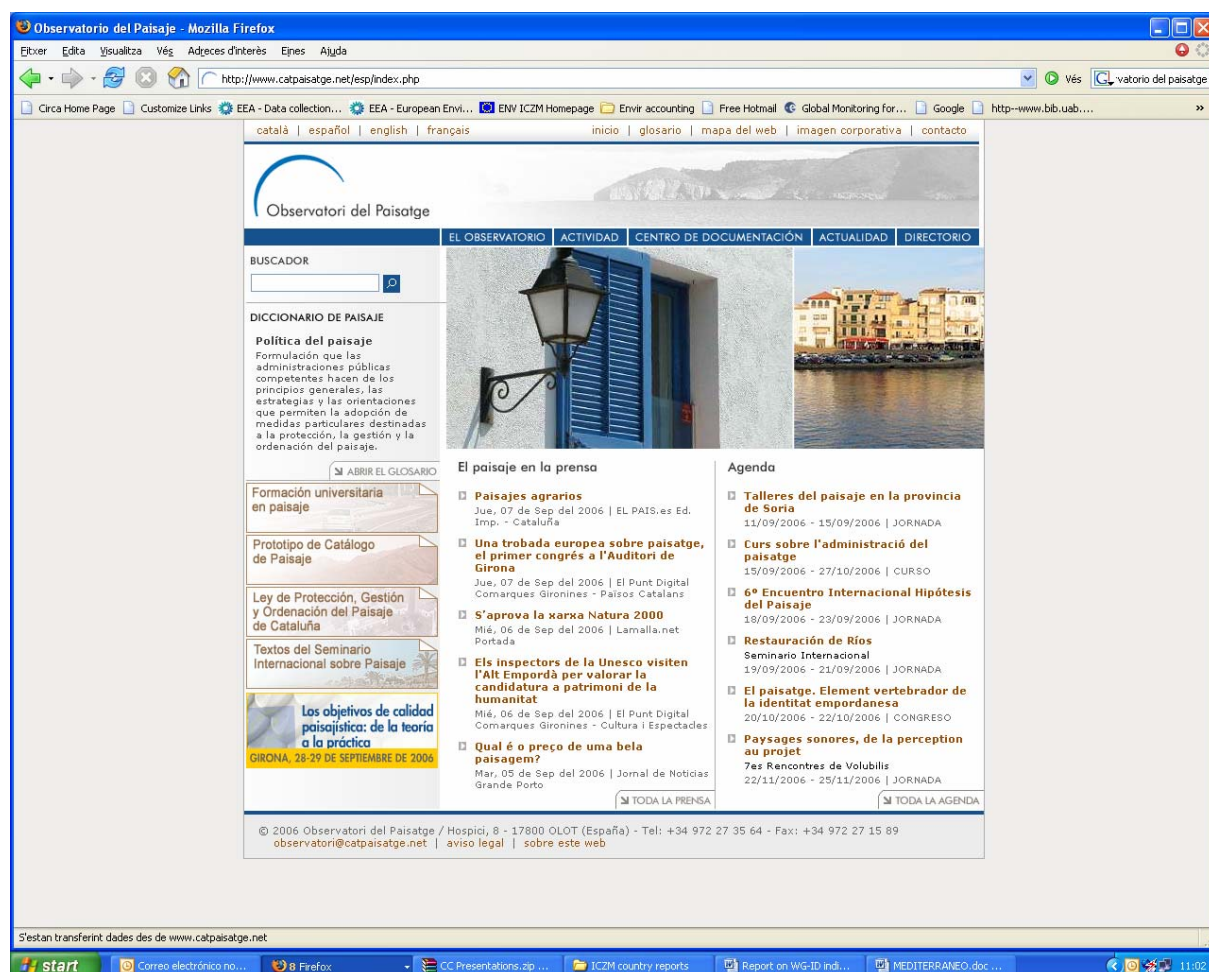 Observatorio del Paisaje - Mozilla Firefox
Fitxer Edita Visualitza Vés Adreces d'interès Eines Ajuda
http://www.catpaisatge.net/esp/index.php
Vés
vatorio del paisatge
Circa Home Page Customize Links EEA - Data collection... EEA - European Envi... ENV ICZM Homepage Envir accounting Free Hotmail Global Monitoring for... Google http--www.bib.uab.... »
català | español | english | français
inicio | glosario | mapa del web | imagen corporativa | contacto
Observatori del Paisatge
EL OBSERVATORIO ACTIVIDAD CENTRO DE DOCUMENTACIÓN ACTUALIDAD DIRECTORIO
BUSCADOR
DICCIONARIO DE PAISAJE
Política del paisaje
Formulación que las
administraciones públicas
competentes hacen de los
principios generales, las
estrategias y las orientaciones
que permiten la adopción de
medidas particulares destinadas
a la protección, la gestión y la
ordenación del paisaje.
ABRIR EL GLOSARIO
Formación universitaria
en paisaje
Prototipo de Catálogo
de Paisaje
Ley de Protección, Gestión
y Ordenación del Paisaje
de Cataluña
Textos del Seminario
Internacional sobre Paisaje
Los objetivos de calidad
paisajística: de la teoría
a la práctica
GIRONA, 28-29 DE SEPTIEMBRE DE 2006
El paisaje en la prensa
Paisajes agrarios
Jue, 07 de Sep del 2006 | EL PAIS.es Ed.
Imp. - Cataluña
Una trobada europea sobre paisatge,
el primer congrés a l'Auditori de
Girona
Jue, 07 de Sep del 2006 | El Punt Digital
Comarques Gironines - Països Catalans
S'aprova la xarxa Natura 2000
Mié, 06 de Sep del 2006 | Lamalla.net
Portada
Els inspectors de la Unesco visiten
l'Alt Empordà per valorar la
candidatura a patrimoni de la
humanitat
Mié, 06 de Sep del 2006 | El Punt Digital
Comarques Gironines - Cultura i Espectacles
Qual é o preço de uma bela
paisagem?
Mar, 05 de Sep del 2006 | Jornal de Noticias
Grande Porto
TODA LA PRENSA
Agenda
Talleres del paisaje en la provincia
de Soria
11/09/2006 - 15/09/2006 | JORNADA
Curs sobre l'administració del
paisatge
15/09/2006 - 27/10/2006 | CURSO
6º Encuentro Internacional Hipótesis
del Paisaje
18/09/2006 - 23/09/2006 | JORNADA
Restauración de Ríos
Seminario Internacional
19/09/2006 - 21/09/2006 | JORNADA
El paisatge. Element vertebrador de
la identitat empordanesa
20/10/2006 - 22/10/2006 | CONGRESO
Paysages sonores, de la perception
au projet
7es Rencontres de Volubilis
22/11/2006 - 25/11/2006 | JORNADA
TODA LA AGENDA
© 2006 Observatori del Paisatge / Hospici, 8 - 17800 OLOT (España) - Tel: +34 972 27 35 64 - Fax: +34 972 27 15 89
observatori@catpaisatge.net | aviso legal | sobre este web
S'estan transferint dades des de www.catpaisatge.net
start Correo electrónico no... 8 Firefox CC Presentations.zip ... ICZM country reports Report on WG-ID indi... MEDITERRANEO.doc ... 11:02